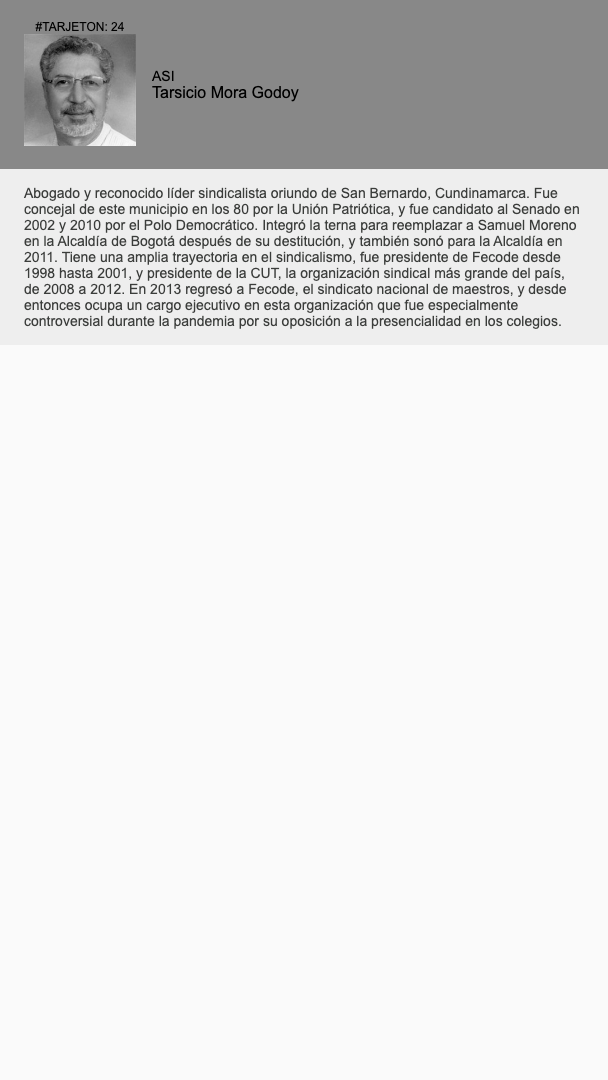 #TARJETON: 24
ASI
Tarsicio Mora Godoy
Abogado y reconocido líder sindicalista oriundo de San Bernardo, Cundinamarca. Fue
concejal de este municipio en los 80 por la Unión Patriótica, y fue candidato al Senado en
2002 y 2010 por el Polo Democrático. Integró la terna para reemplazar a Samuel Moreno
en la Alcaldía de Bogotá después de su destitución, y también sonó para la Alcaldía en
2011. Tiene una amplia trayectoria en el sindicalismo, fue presidente de Fecode desde
1998 hasta 2001, y presidente de la CUT, la organización sindical más grande del país,
de 2008 a 2012. En 2013 regresó a Fecode, el sindicato nacional de maestros, y desde
entonces ocupa un cargo ejecutivo en esta organización que fue especialmente
controversial durante la pandemia por su oposición a la presencialidad en los colegios.